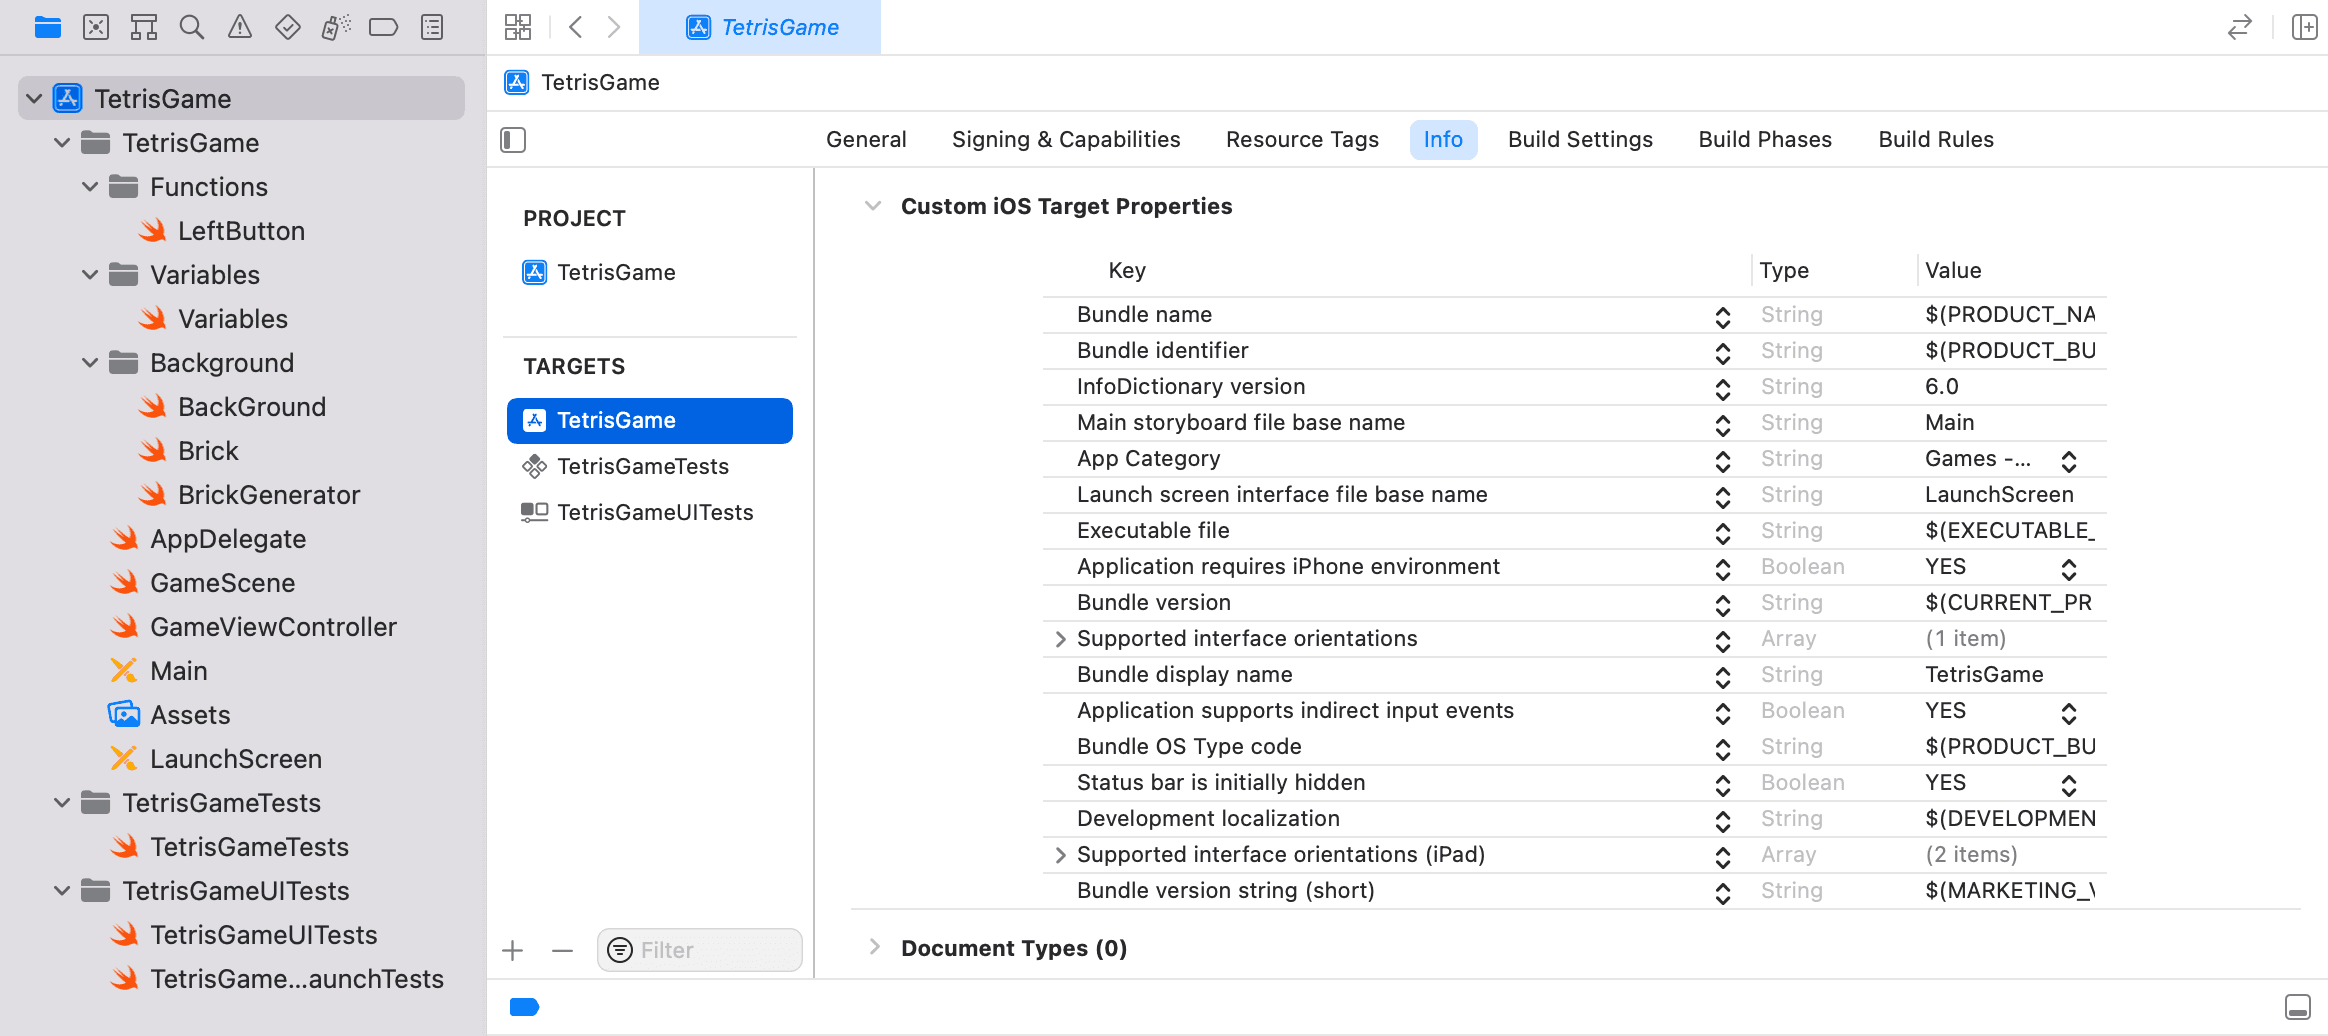 TetrisGame
TetrisGame
Functions
LeftButton
Variables
Variables
Background
BackGround
Brick
BrickGenerator
AppDelegate
GameScene
GameViewController
Main
Assets
LaunchScreen
TetrisGameTests
TetrisGameTests
TetrisGameUITests
TetrisGameUITests
TetrisGame...aunchTests
TetrisGame
TetrisGame
General Signing & Capabilities Resource Tags Info Build Settings Build Phases Build Rules
PROJECT
TetrisGame
TARGETS
TetrisGame
TetrisGameTests
TetrisGameUITests
Filter
Custom iOS Target Properties
Key Type Value
Bundle name String $(PRODUCT_NA
Bundle identifier String $(PRODUCT_BU
InfoDictionary version String 6.0
Main storyboard file base name String Main
App Category String Games -...
Launch screen interface file base name String LaunchScreen
Executable file String $(EXECUTABLE_
Application requires iPhone environment Boolean YES
Bundle version String $(CURRENT_PR
Supported interface orientations Array (1 item)
Bundle display name String TetrisGame
Application supports indirect input events Boolean YES
Bundle OS Type code String $(PRODUCT_BU
Status bar is initially hidden Boolean YES
Development localization String $(DEVELOPMEN
Supported interface orientations (iPad) Array (2 items)
Bundle version string (short) String $(MARKETING_V
Document Types (0)